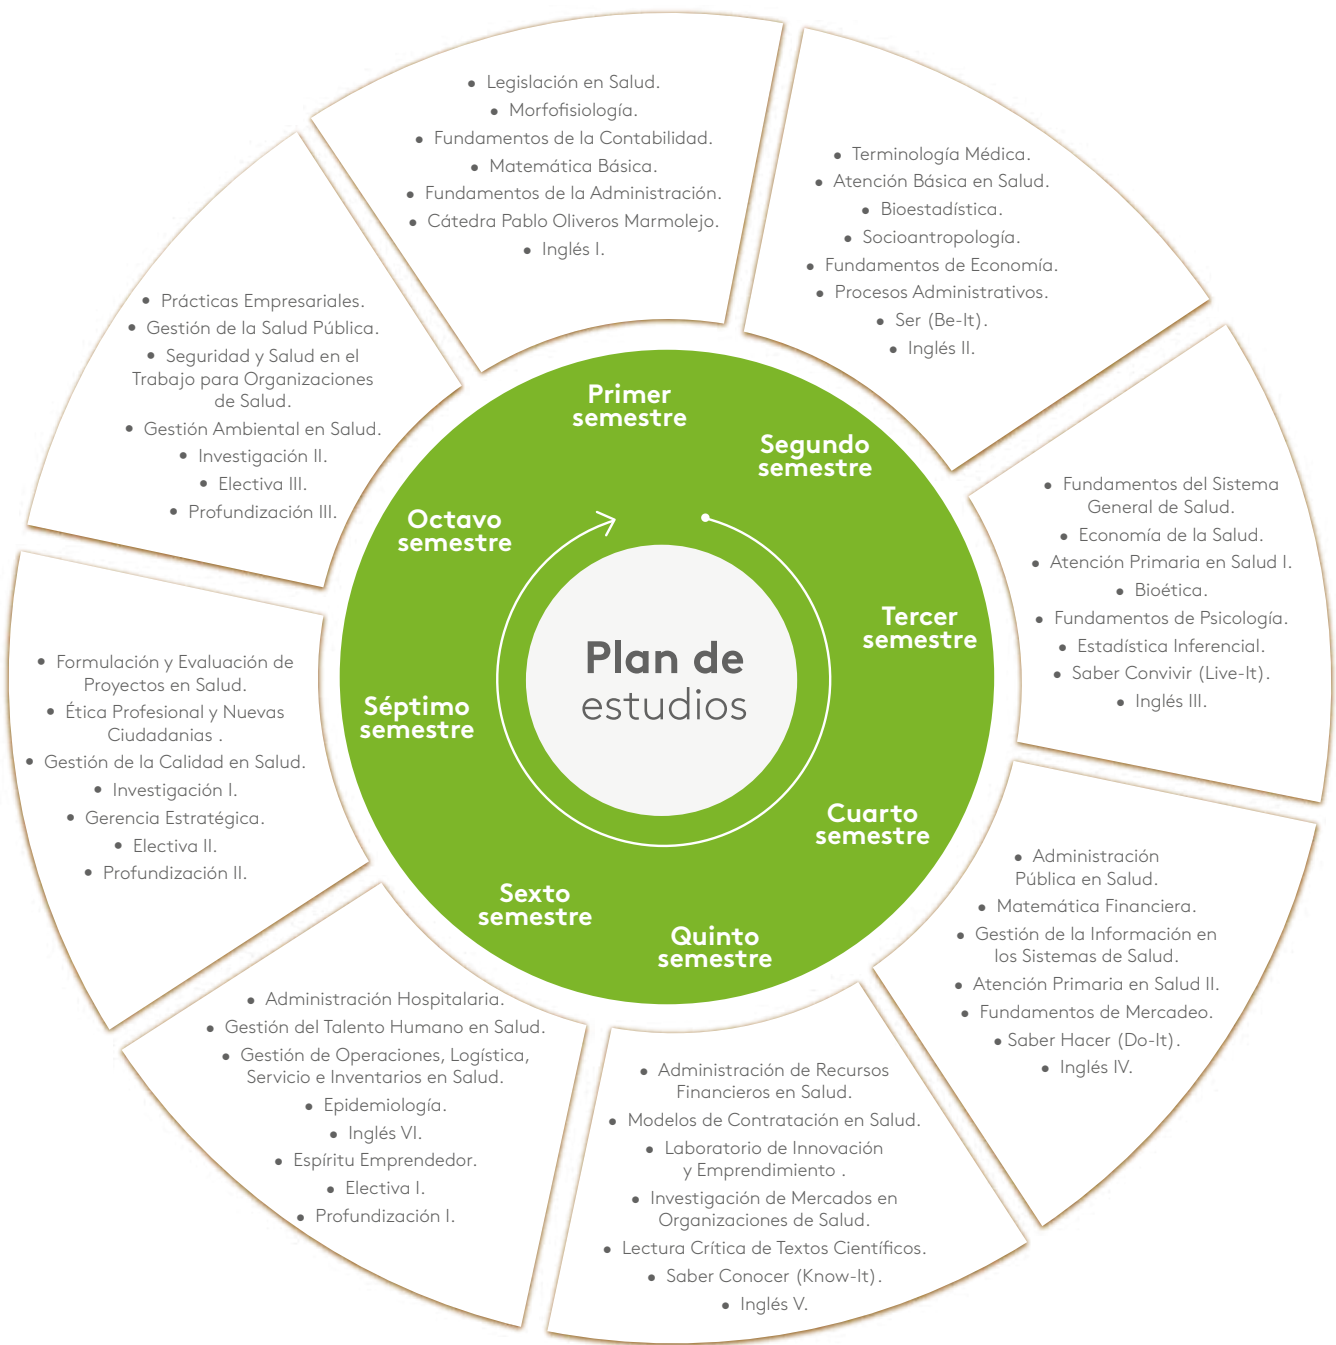 Plan de
estudios
Primer
semestre
• Legislación en Salud.
• Morfofisiología.
• Fundamentos de la Contabilidad.
• Matemática Básica.
• Fundamentos de la Administración.
• Cátedra Pablo Oliveros Marmolejo.
• Inglés I.
Segundo
semestre
• Terminología Médica.
• Atención Básica en Salud.
• Bioestadística.
• Socioantropología.
• Fundamentos de Economía.
• Procesos Administrativos.
• Ser (Be-It).
• Inglés II.
Tercer
semestre
• Fundamentos del Sistema
General de Salud.
• Economía de la Salud.
• Atención Primaria en Salud I.
• Bioética.
• Fundamentos de Psicología.
• Estadística Inferencial.
• Saber Convivir (Live-It).
• Inglés III.
Cuarto
semestre
• Administración
Pública en Salud.
• Matemática Financiera.
• Gestión de la Información en
los Sistemas de Salud.
• Atención Primaria en Salud II.
• Fundamentos de Mercadeo.
• Saber Hacer (Do-It).
• Inglés IV.
Quinto
semestre
• Administración de Recursos
Financieros en Salud.
• Modelos de Contratación en Salud.
• Laboratorio de Innovación
y Emprendimiento .
• Investigación de Mercados en
Organizaciones de Salud.
• Lectura Crítica de Textos Científicos.
• Saber Conocer (Know-It).
• Inglés V.
Sexto
semestre
• Administración Hospitalaria.
• Gestión del Talento Humano en Salud.
• Gestión de Operaciones, Logística,
Servicio e Inventarios en Salud.
• Epidemiología.
• Inglés VI.
• Espíritu Emprendedor.
• Electiva I.
• Profundización I.
Séptimo
semestre
• Formulación y Evaluación de
Proyectos en Salud.
• Ética Profesional y Nuevas
Ciudadanias .
• Gestión de la Calidad en Salud.
• Investigación I.
• Gerencia Estratégica.
• Electiva II.
• Profundización II.
Octavo
semestre
• Prácticas Empresariales.
• Gestión de la Salud Pública.
• Seguridad y Salud en el
Trabajo para Organizaciones
de Salud.
• Gestión Ambiental en Salud.
• Investigación II.
• Electiva III.
• Profundización III.